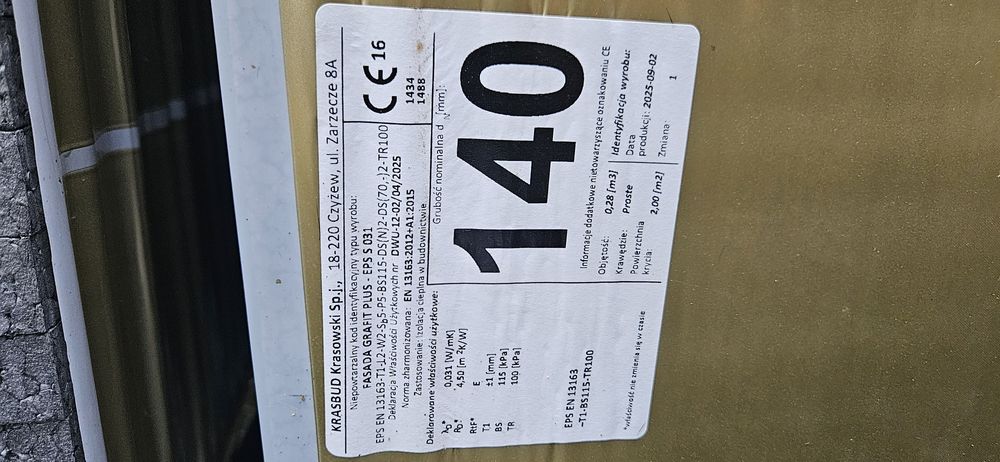 KRASBUD Krasowski Sp.j., 18-220 Czyżew, ul. Zarzecze 8A
Niepowtarzalny kod identyfikacyjny typu wyrobu:
FASADA GRAFIT PLUS - EPS S 031
EPS EN 13163-T1-L2-W2-Sb5-P5-BS115-DS(N)2-DS(70,-)2-TR100
Deklaracja Właściwości Użytkowych nr DWU-12-02/04/2025
Norma zharmonizowana: EN 13163:2012+A1:2015
Zastosowanie: Izolacja cieplna w budownictwie
CE 16
1434
1488
Deklarowane właściwości użytkowe:
λD* 0,031 [W/mK]
RD* 4,50 [m²K/W]
RtF* E
T1 ±1 [mm]
BS 115 [kPa]
TR 100 [kPa]
EPS EN 13163
–T1-BS115-TR100
*właściwość nie zmienia się w czasie
Grubość nominalna dN [mm]:
140
Informacje dodatkowe nietowarzyszące oznakowaniu CE
Objętość: 0,28 [m3]
Krawędzie: Proste
Powierzchnia krycia: 2,00 [m2]
Identyfikacja wyrobu:
Data
produkcji: 2025-09-02
Zmiana: 1